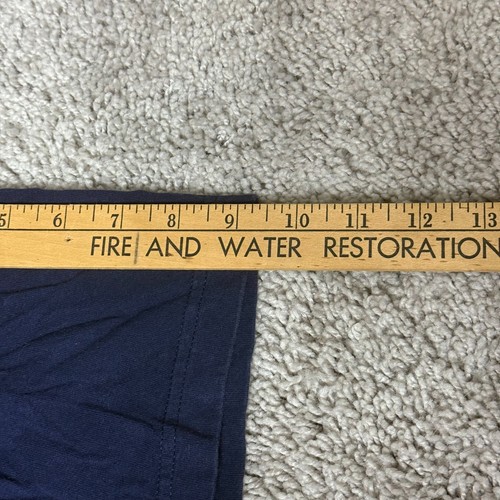 5 6 7 8 9 10 11 12 13
FIRE AND WATER RESTORATION